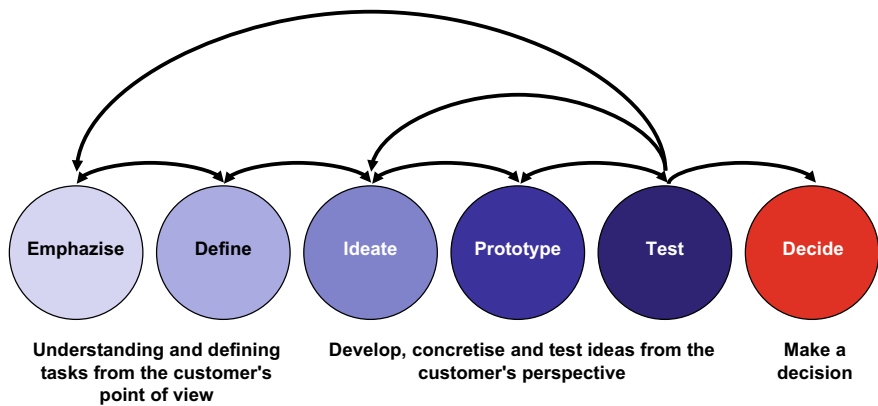 Emphazise
Define
Ideate
Prototype
Test
Decide
Understanding and defining
tasks from the customer's
point of view
Develop, concretise and test ideas from the
customer's perspective
Make a
decision